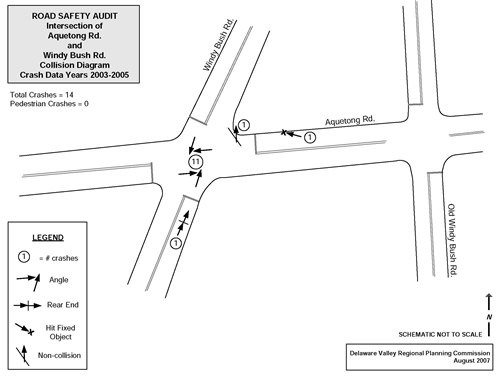 ROAD SAFETY AUDIT
Intersection of
Aquetong Rd.
and
Windy Bush Rd.
Collision Diagram
Crash Data Years 2003-2005
Total Crashes = 14
Pedestrian Crashes = 0
Windy Bush Rd.
1
Aquetong Rd.
1
11
1
Old Windy Bush Rd.
LEGEND
1 = # crashes
Angle
Rear End
Hit Fixed
Object
Non-collision
N
SCHEMATIC NOT TO SCALE
Delaware Valley Regional Planning Commission
August 2007